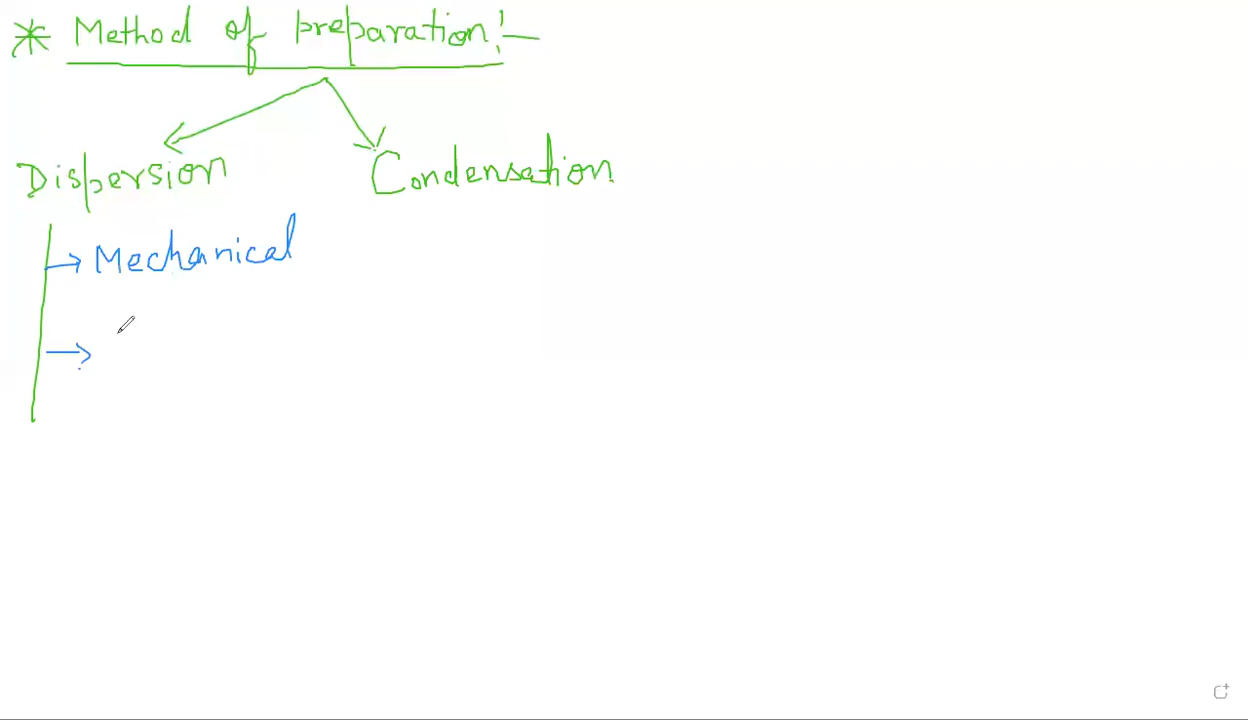 * Method of preparation:-
Dispersion Condensation
→ Mechanical
→